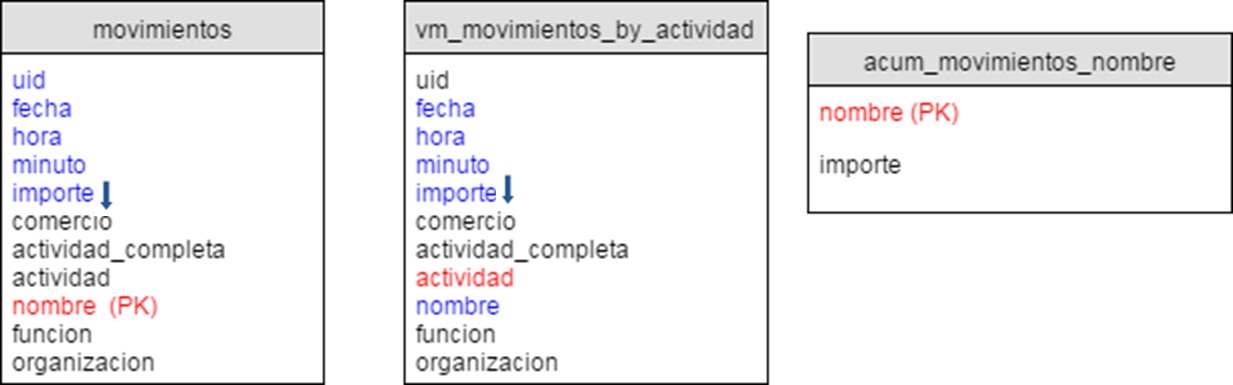 movimientos
uid
fecha
hora
minuto
importe
comercio
actividad_completa
actividad
nombre (PK)
funcion
organizacion
vm_movimientos_by_actividad
uid
fecha
hora
minuto
importe
comercio
actividad_completa
actividad
nombre
funcion
organizacion
acum_movimientos_nombre
nombre (PK)
importe